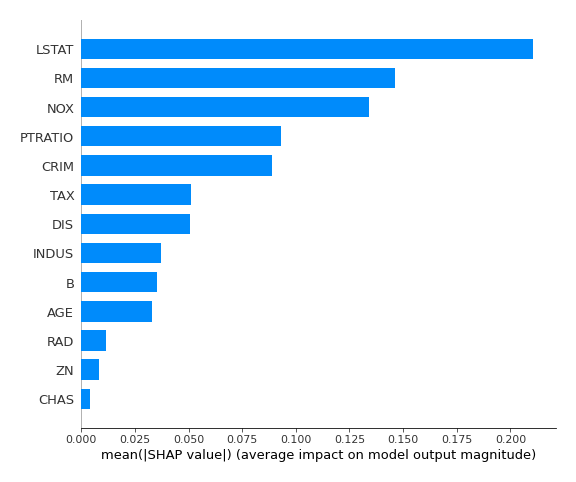 LSTAT
RM
NOX
PTRATIO
CRIM
TAX
DIS
INDUS
B
AGE
RAD
ZN
CHAS
0.000 0.025 0.050 0.075 0.100 0.125 0.150 0.175 0.200
mean(|SHAP value|) (average impact on model output magnitude)